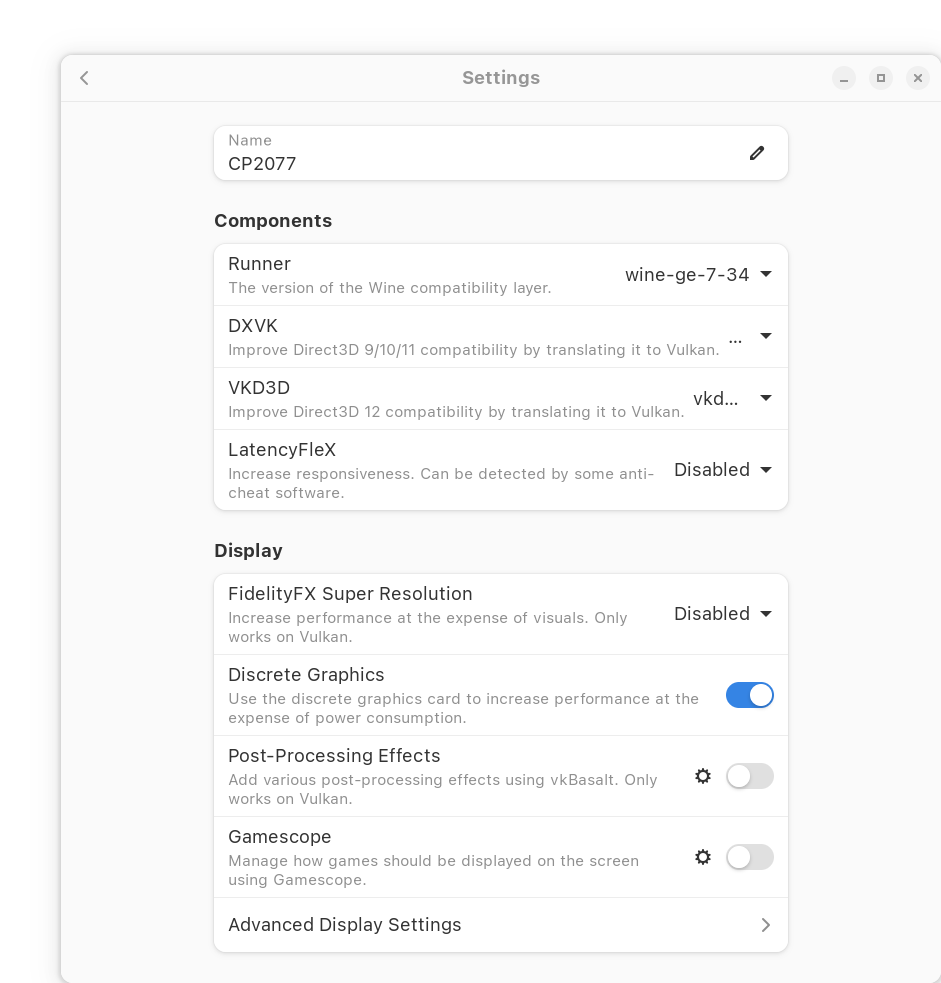 Settings
Name
CP2077
Components
Runner
The version of the Wine compatibility layer.
wine-ge-7-34
DXVK
Improve Direct3D 9/10/11 compatibility by translating it to Vulkan.
...
VKD3D
Improve Direct3D 12 compatibility by translating it to Vulkan.
vkd...
LatencyFleX
Increase responsiveness. Can be detected by some anti-
cheat software.
Disabled
Display
FidelityFX Super Resolution
Increase performance at the expense of visuals. Only
works on Vulkan.
Disabled
Discrete Graphics
Use the discrete graphics card to increase performance at the
expense of power consumption.
Post-Processing Effects
Add various post-processing effects using vkBasalt. Only
works on Vulkan.
Gamescope
Manage how games should be displayed on the screen
using Gamescope.
Advanced Display Settings